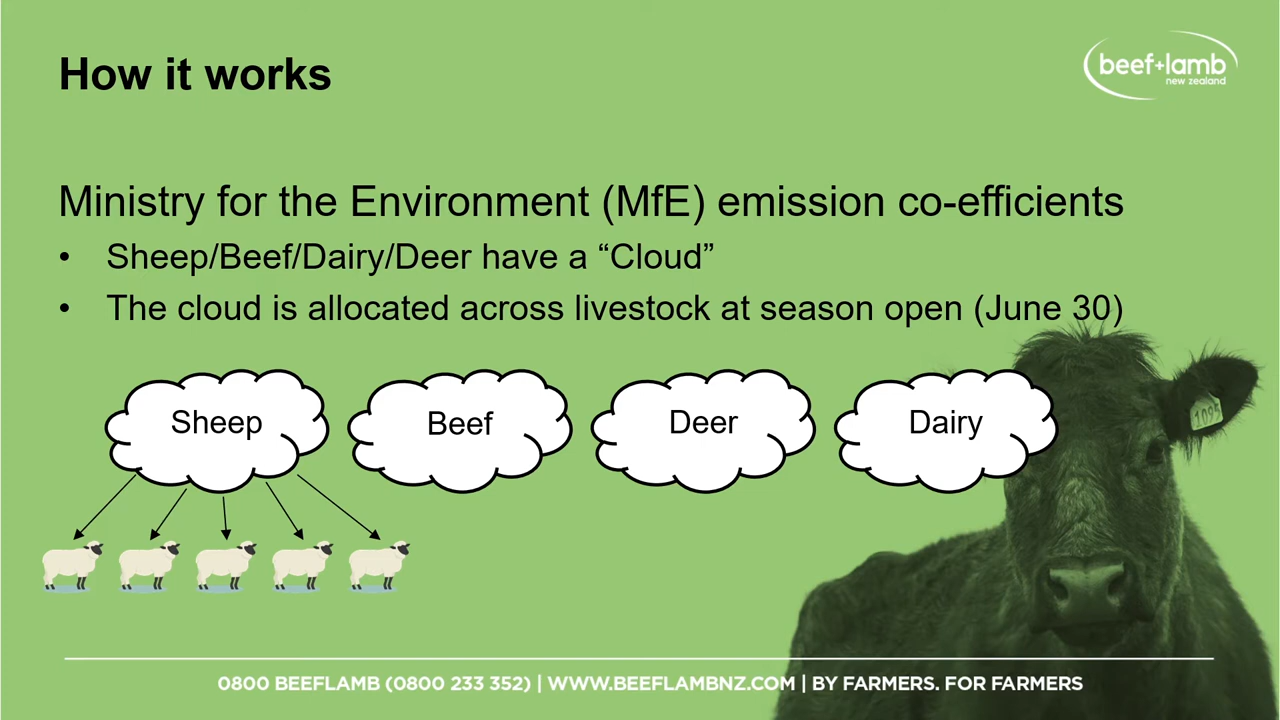 How it works
beef+lamb
new zealand
Ministry for the Environment (MfE) emission co-efficients
• Sheep/Beef/Dairy/Deer have a “Cloud”
• The cloud is allocated across livestock at season open (June 30)
Sheep
Beef
Deer
Dairy
1095
0800 BEEFLAMB (0800 233 352) | WWW.BEEFLAMBNZ.COM | BY FARMERS. FOR FARMERS